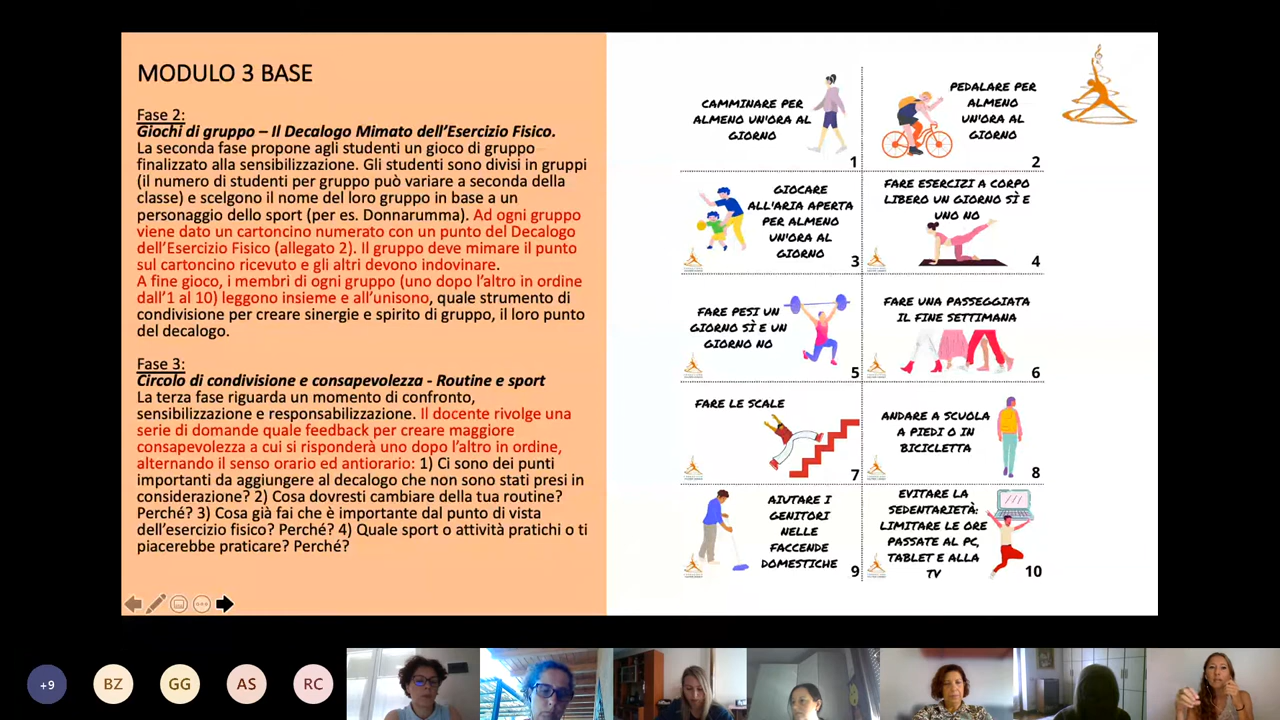 MODULO 3 BASE
Fase 2:
Giochi di gruppo – Il Decalogo Mimato dell'Esercizio Fisico.
La seconda fase propone agli studenti un gioco di gruppo
finalizzato alla sensibilizzazione. Gli studenti sono divisi in gruppi
(il numero di studenti per gruppo può variare a seconda della
classe) e scelgono il nome del loro gruppo in base a un
personaggio dello sport (per es. Donnarumma). Ad ogni gruppo
viene dato un cartoncino numerato con un punto del Decalogo
dell'Esercizio Fisico (allegato 2). Il gruppo deve mimare il punto
sul cartoncino ricevuto e gli altri devono indovinare.
A fine gioco, i membri di ogni gruppo (uno dopo l'altro in ordine
dall'1 al 10) leggono insieme e all'unisono, quale strumento di
condivisione per creare sinergie e spirito di gruppo, il loro punto
del decalogo.
Fase 3:
Circolo di condivisione e consapevolezza - Routine e sport
La terza fase riguarda un momento di confronto,
sensibilizzazione e responsabilizzazione. Il docente rivolge una
serie di domande quale feedback per creare maggiore
consapevolezza a cui si risponderà uno dopo l'altro in ordine,
alternando il senso orario ed antiorario: 1) Ci sono dei punti
importanti da aggiungere al decalogo che non sono stati presi in
considerazione? 2) Cosa dovresti cambiare della tua routine?
Perché? 3) Cosa già fai che è importante dal punto di vista
dell'esercizio fisico? Perché? 4) Quale sport o attività pratichi o ti
piacerebbe praticare? Perché?
CAMMINARE PER
ALMENO UN'ORA AL
GIORNO
1
PEDALARE PER
ALMENO
UN'ORA AL
GIORNO
2
GIOCARE
ALL'ARIA APERTA
PER ALMENO
UN'ORA AL
GIORNO
3
FARE ESERCIZI A CORPO
LIBERO UN GIORNO SÌ E
UNO NO
4
FARE PESI UN
GIORNO SÌ E UN
GIORNO NO
5
FARE UNA PASSEGGIATA
IL FINE SETTIMANA
6
FARE LE SCALE
7
ANDARE A SCUOLA
A PIEDI O IN
BICICLETTA
8
AIUTARE I
GENITORI
NELLE
FACCENDE
DOMESTICHE
9
EVITARE LA
SEDENTARIETÀ:
LIMITARE LE ORE
PASSATE AL PC,
TABLET E ALLA
TV
10
+9
BZ
GG
AS
RC